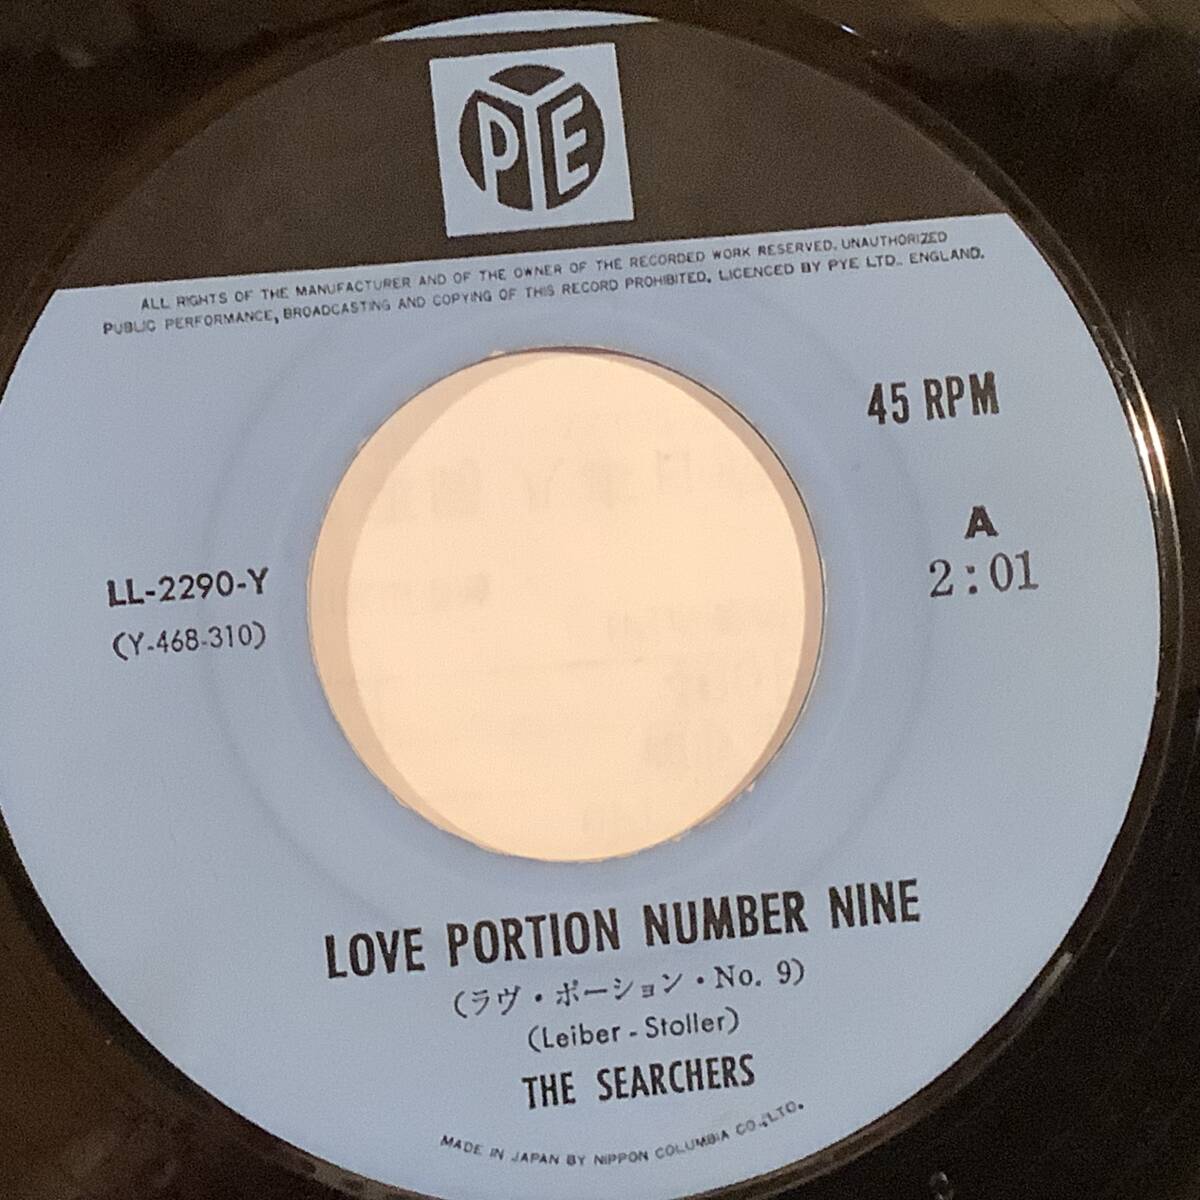 PYE
ALL RIGHTS OF THE MANUFACTURER AND OF THE OWNER OF THE RECORDED WORK RESERVED. UNAUTHORIZED
PUBLIC PERFORMANCE, BROADCASTING AND COPYING OF THIS RECORD PROHIBITED. LICENCED BY PYE LTD., ENGLAND.
45 RPM
A
2:01
LL-2290-Y
(Y-468-310)
LOVE PORTION NUMBER NINE
(ラヴ・ポーション・No. 9)
(Leiber - Stoller)
THE SEARCHERS
MADE IN JAPAN BY NIPPON COLUMBIA CO., LTD.